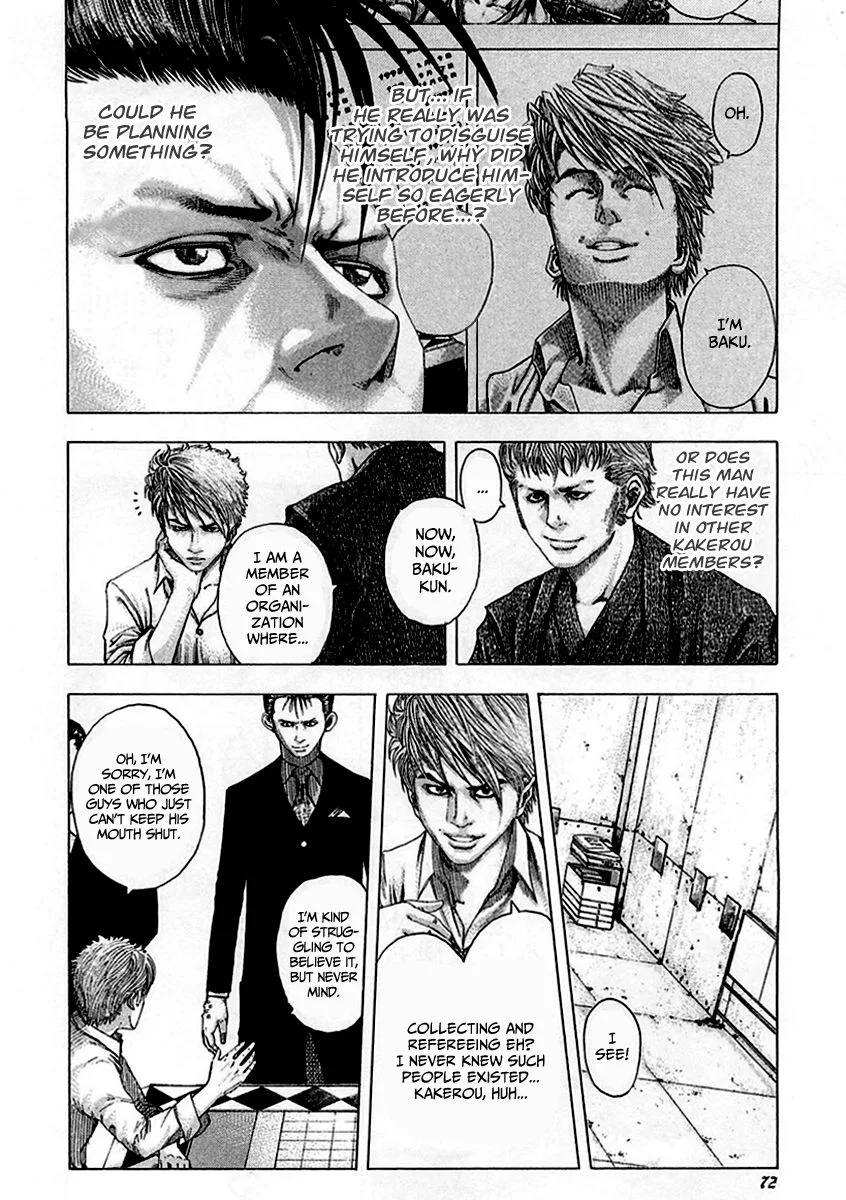 OH.
BUT... IF
HE REALLY WAS
TRYING TO DISGUISE
HIMSELF, WHY DID
HE INTRODUCE HIM-
SELF SO EAGERLY
BEFORE...?
I'M
BAKU.
COULD HE
BE PLANNING
SOMETHING?
OR DOES
THIS MAN
REALLY HAVE
NO INTEREST
IN OTHER
KAKEROU
MEMBERS?
...
NOW,
NOW,
BAKU-
KUN.
I AM A
MEMBER
OF AN
ORGANI-
ZATION
WHERE...
I
SEE!
COLLECTING AND
REFEREEING EH?
I NEVER KNEW SUCH
PEOPLE EXISTED...
KAKEROU, HUH...
OH, I'M
SORRY, I'M
ONE OF THOSE
GUYS WHO JUST
CAN'T KEEP HIS
MOUTH SHUT.
I'M KIND
OF STRUG-
GLING TO
BELIEVE IT,
BUT NEVER
MIND.
72